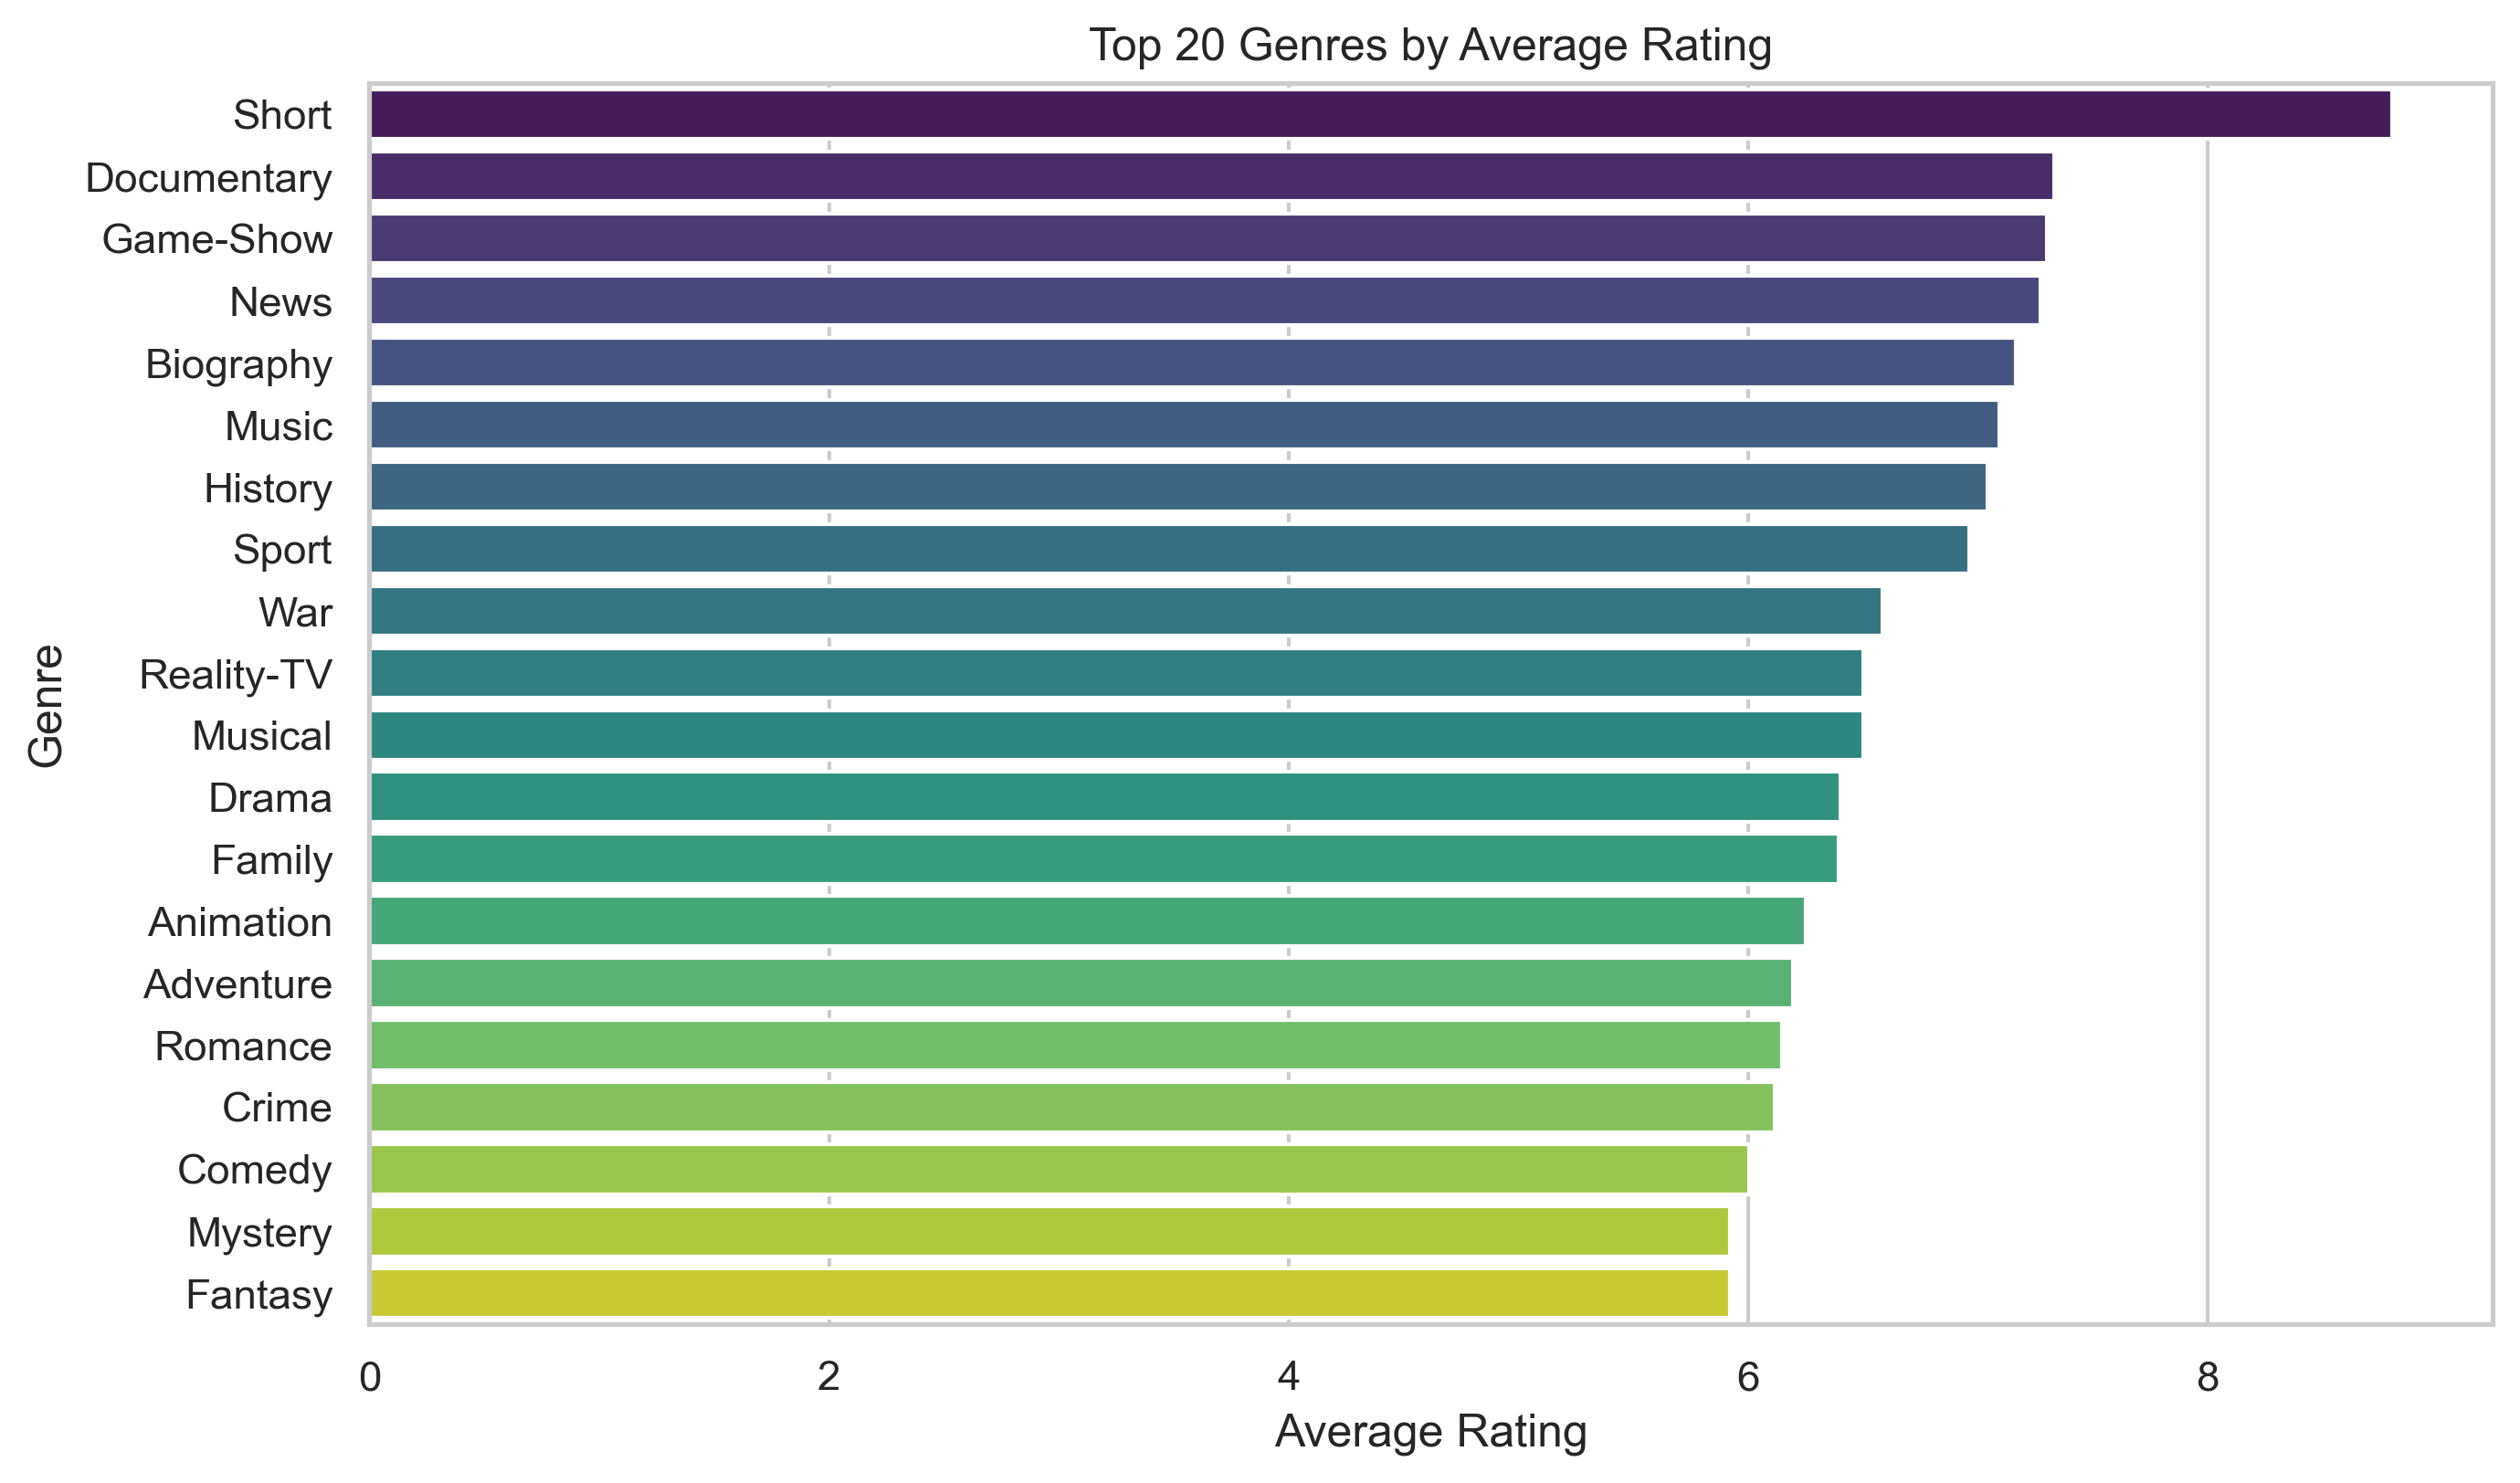 Top 20 Genres by Average Rating
Short
Documentary
Game-Show
News
Biography
Music
History
Sport
War
Reality-TV
Musical
Drama
Family
Animation
Adventure
Romance
Crime
Comedy
Mystery
Fantasy
Genre
0 2 4 6 8
Average Rating